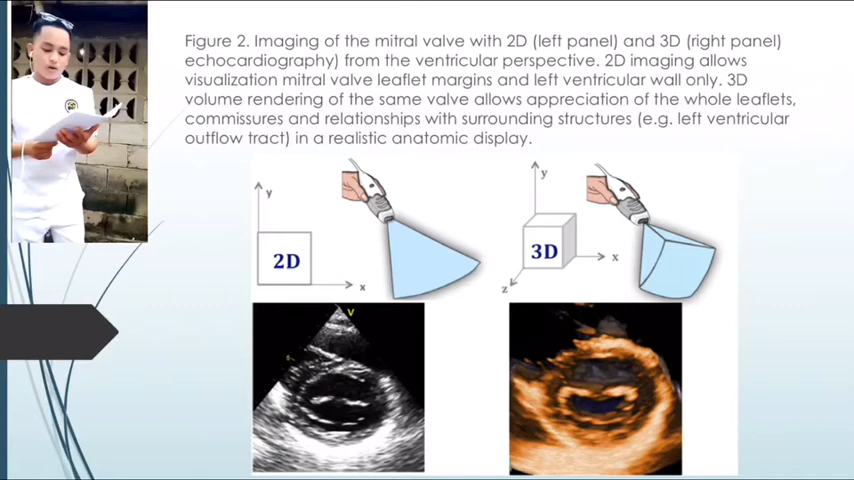 Figure 2. Imaging of the mitral valve with 2D (left panel) and 3D (right panel)
echocardiography) from the ventricular perspective. 2D imaging allows
visualization mitral valve leaflet margins and left ventricular wall only. 3D
volume rendering of the same valve allows appreciation of the whole leaflets,
commissures and relationships with surrounding structures (e.g. left ventricular
outflow tract) in a realistic anatomic display.
y
2D
x
y
3D
x
z
V